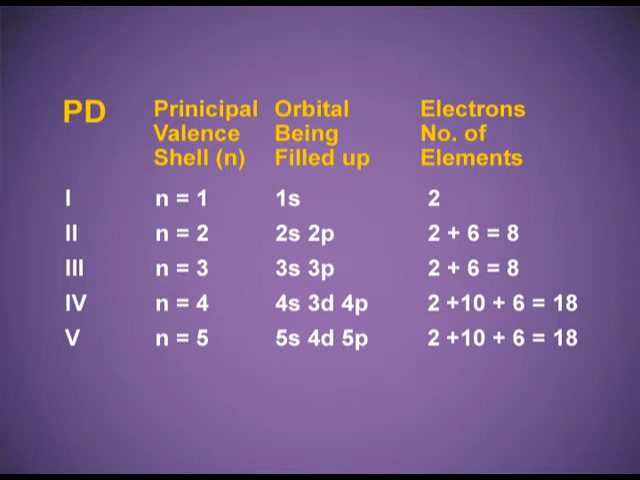 PD Prinicipal Orbital Electrons
Valence Being No. of
Shell (n) Filled up Elements
I n = 1 1s 2
II n = 2 2s 2p 2 + 6 = 8
III n = 3 3s 3p 2 + 6 = 8
IV n = 4 4s 3d 4p 2 +10 + 6 = 18
V n = 5 5s 4d 5p 2 +10 + 6 = 18